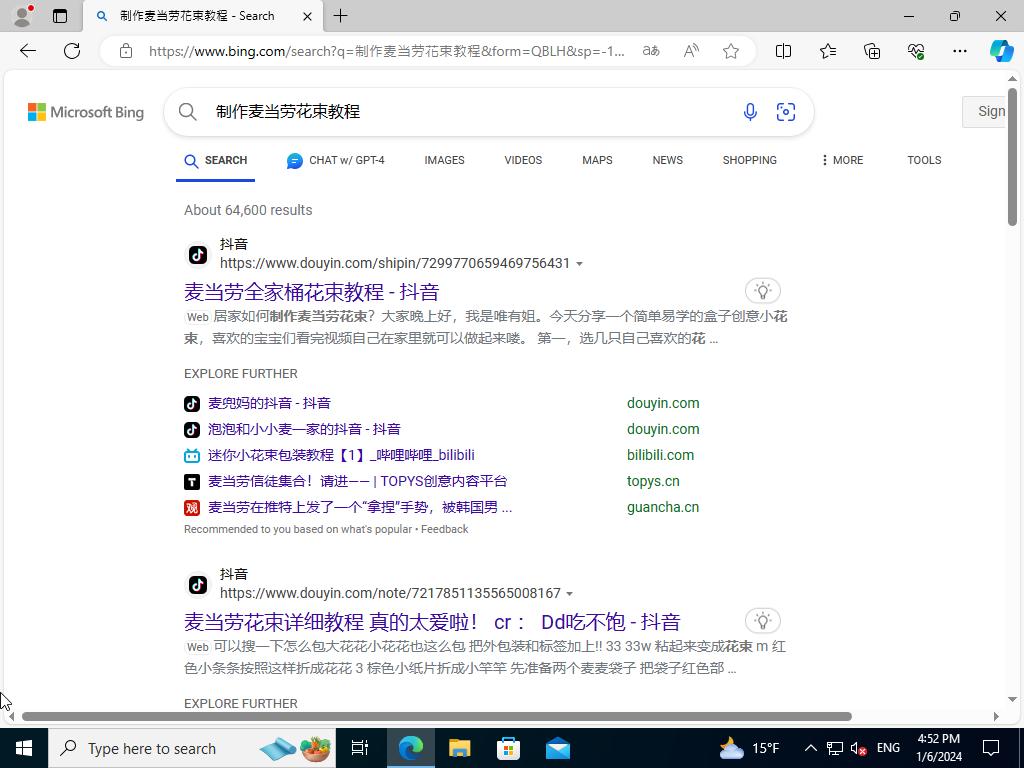 制作麦当劳花束教程 - Search
https://www.bing.com/search?q=制作麦当劳花束教程&form=QBLH&sp=-1...
Microsoft Bing
制作麦当劳花束教程
Sign
SEARCH
CHAT w/ GPT-4
IMAGES
VIDEOS
MAPS
NEWS
SHOPPING
MORE
TOOLS
About 64,600 results
抖音
https://www.douyin.com/shipin/7299770659469756431
麦当劳全家桶花束教程 - 抖音
Web 居家如何制作麦当劳花束？大家晚上好，我是唯有姐。今天分享一个简单易学的盒子创意小花
束，喜欢的宝宝们看完视频自己在家里就可以做起来喽。 第一，选几只自己喜欢的花 ...
EXPLORE FURTHER
麦兜妈的抖音 - 抖音 douyin.com
泡泡和小小麦一家的抖音 - 抖音 douyin.com
迷你小花束包装教程【1】_哔哩哔哩_bilibili bilibili.com
麦当劳信徒集合！请进—— | TOPYS创意内容平台 topys.cn
麦当劳在推特上发了一个“拿捏”手势，被韩国男 ... guancha.cn
Recommended to you based on what's popular • Feedback
抖音
https://www.douyin.com/note/7217851135565008167
麦当劳花束详细教程 真的太爱啦！ cr ： Dd吃不饱 - 抖音
Web 可以搜一下怎么包大花花小花花也这么包 把外包装和标签加上!! 33 33w 粘起来变成花束 m 红
色小条条按照这样折成花花 3 棕色小纸片折成小竿竿 先准备两个麦麦袋子 把袋子红色部 ...
EXPLORE FURTHER
Type here to search
15°F
ENG
4:52 PM
1/6/2024